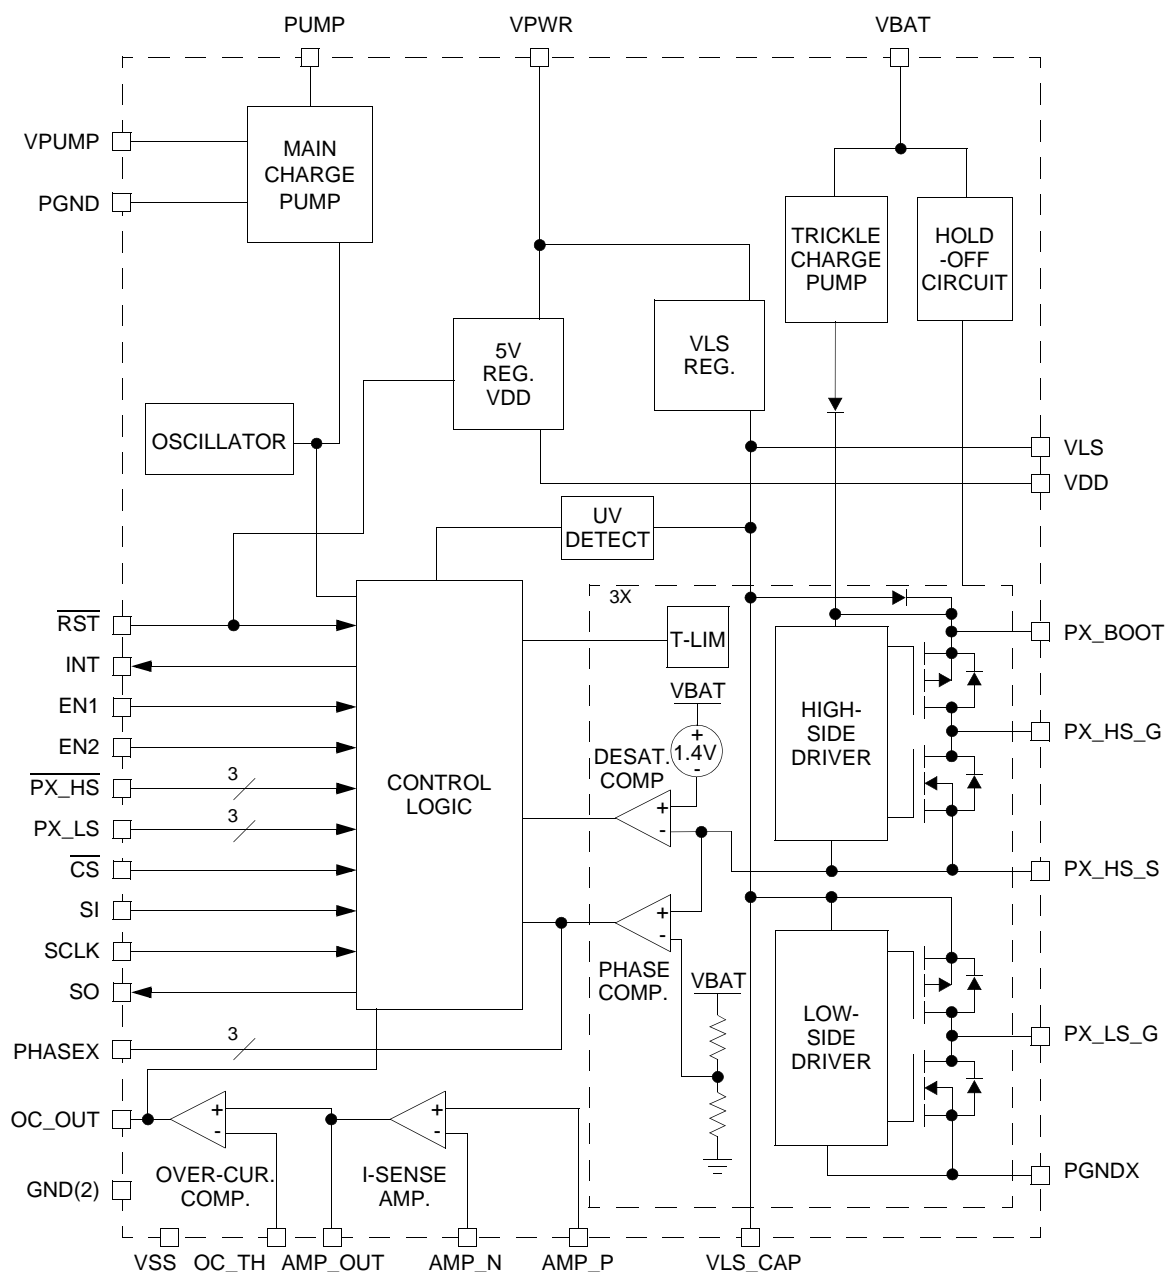 PUMP
VPWR
VBAT
VPUMP
PGND
MAIN
CHARGE
PUMP
TRICKLE
CHARGE
PUMP
HOLD
-OFF
CIRCUIT
5V
REG.
VDD
VLS
REG.
OSCILLATOR
VLS
VDD
UV
DETECT
3X
T-LIM
RST
INT
EN1
EN2
PX_HS
3
PX_LS
3
CS
SI
SCLK
SO
PHASEX
3
OC_OUT
GND(2)
CONTROL
LOGIC
VBAT
+
1.4V
-
DESAT.
COMP.
+
-
+
-
PHASE
COMP.
VBAT
HIGH-
SIDE
DRIVER
LOW-
SIDE
DRIVER
PX_BOOT
PX_HS_G
PX_HS_S
PX_LS_G
PGNDX
+
-
OVER-CUR.
COMP.
+
-
I-SENSE
AMP.
VSS
OC_TH
AMP_OUT
AMP_N
AMP_P
VLS_CAP